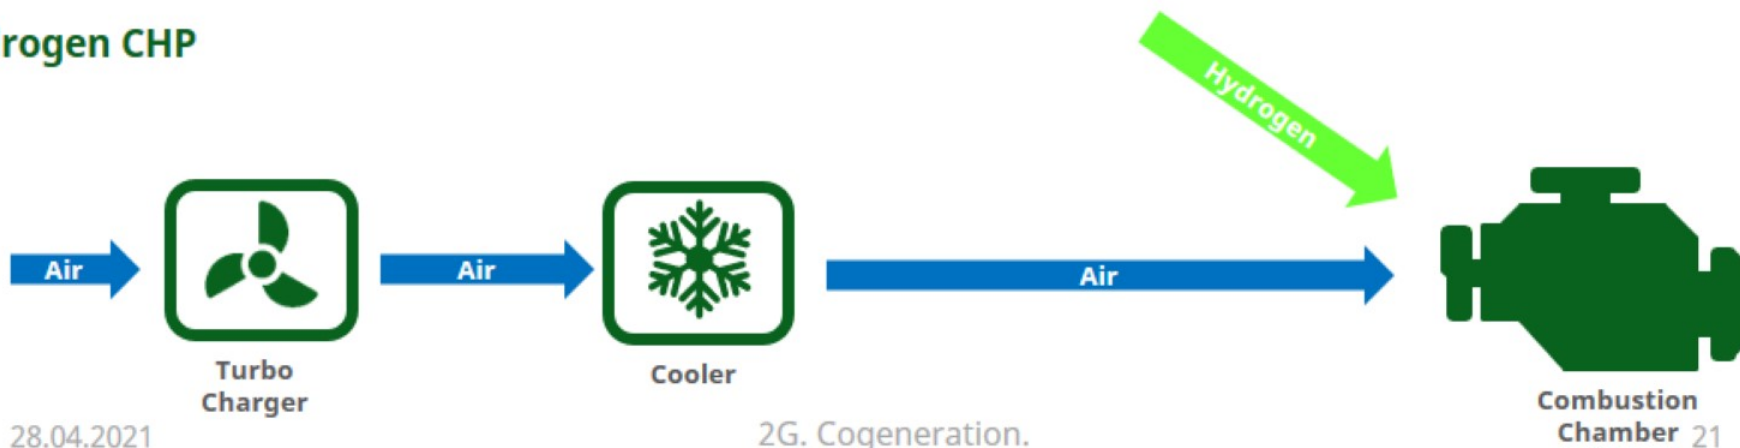 rogen CHP
Hydrogen
Air
Air
Air
Turbo
Charger
Cooler
Combustion
Chamber
28.04.2021
2G. Cogeneration.
21